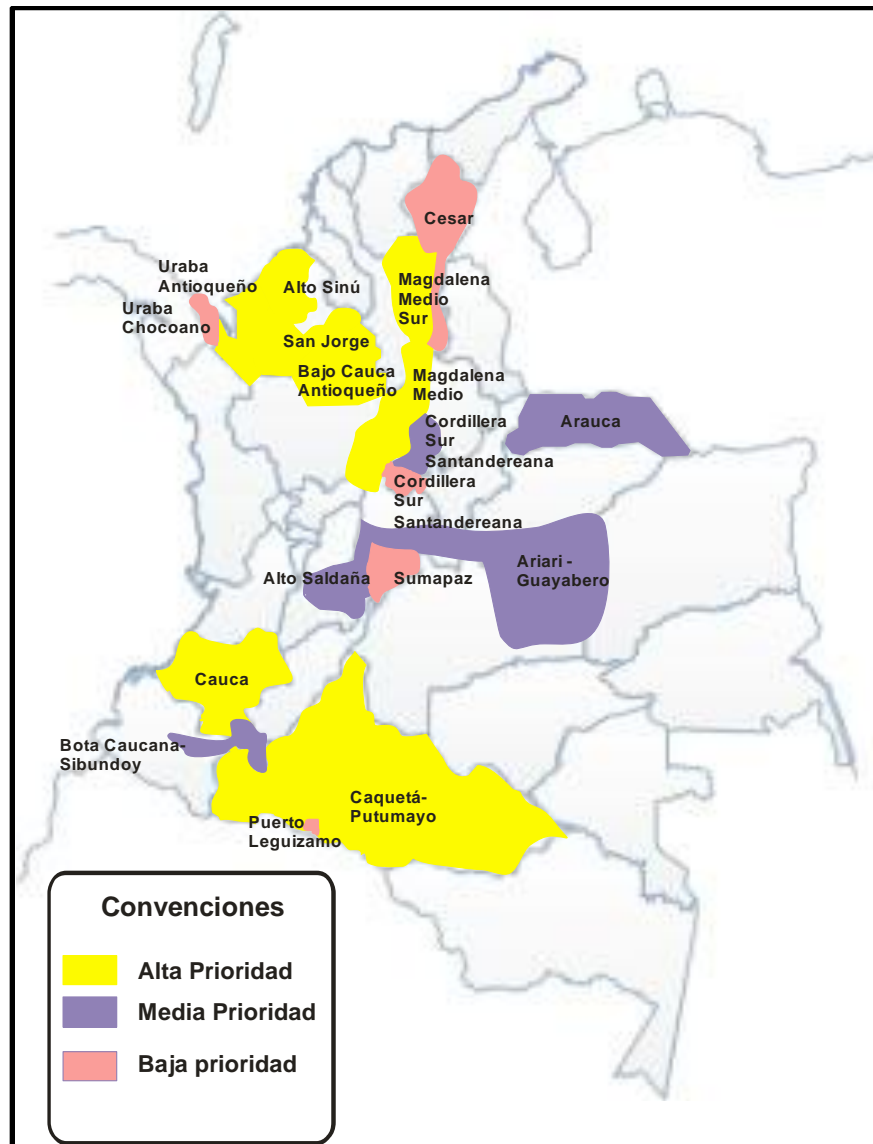 Cesar
Uraba
Antioqueño
Alto Sinú
Magdalena
Medio
Sur
Uraba
Chocoano
San Jorge
Bajo Cauca
Antioqueño
Magdalena
Medio
Cordillera
Sur
Santandereana
Arauca
Cordillera
Sur
Santandereana
Alto Saldaña
Sumapaz
Ariari -
Guayabero
Cauca
Bota Caucana-
Sibundoy
Caquetá-
Putumayo
Puerto
Leguizamo
Convenciones
Alta Prioridad
Media Prioridad
Baja prioridad